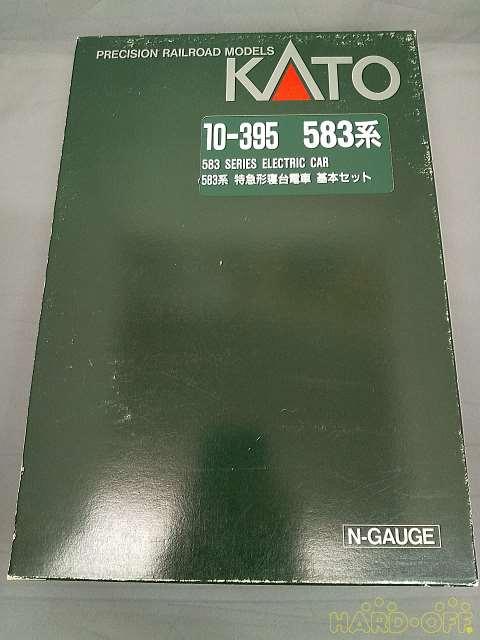 PRECISION RAILROAD MODELS
KATO
10-395 583系
583 SERIES ELECTRIC CAR
583系 特急形寝台電車 基本セット
N-GAUGE
HARD-OFF